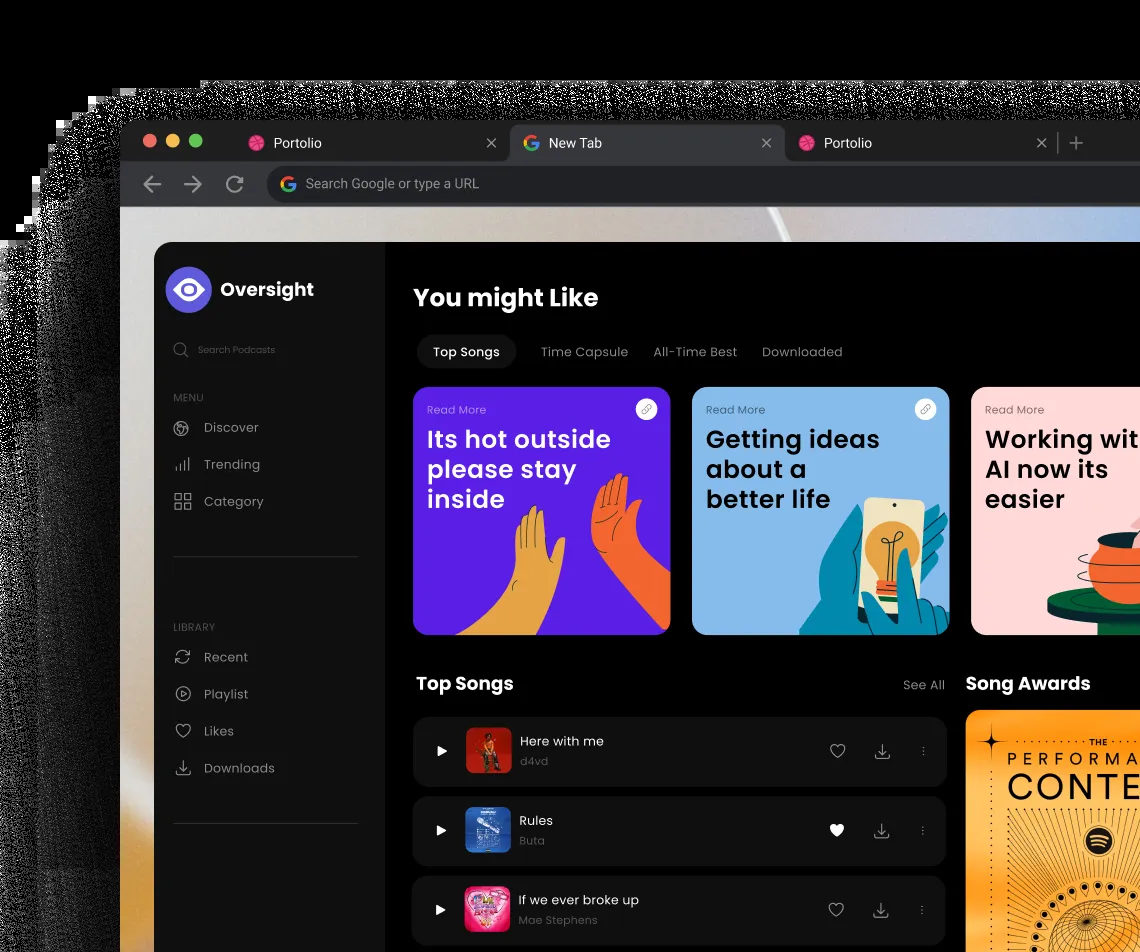 Portolio
New Tab
Portolio
Search Google or type a URL
Oversight
Search Podcasts
MENU
Discover
Trending
Category
LIBRARY
Recent
Playlist
Likes
Downloads
You might Like
Top Songs
Time Capsule
All-Time Best
Downloaded
Read More
Its hot outside
please stay
inside
Read More
Getting ideas
about a
better life
Read More
Working wit
AI now its
easier
Top Songs
See All
Here with me
d4vd
Rules
Buta
If we ever broke up
Mae Stephens
Song Awards
THE
PERFORMA
CONTE